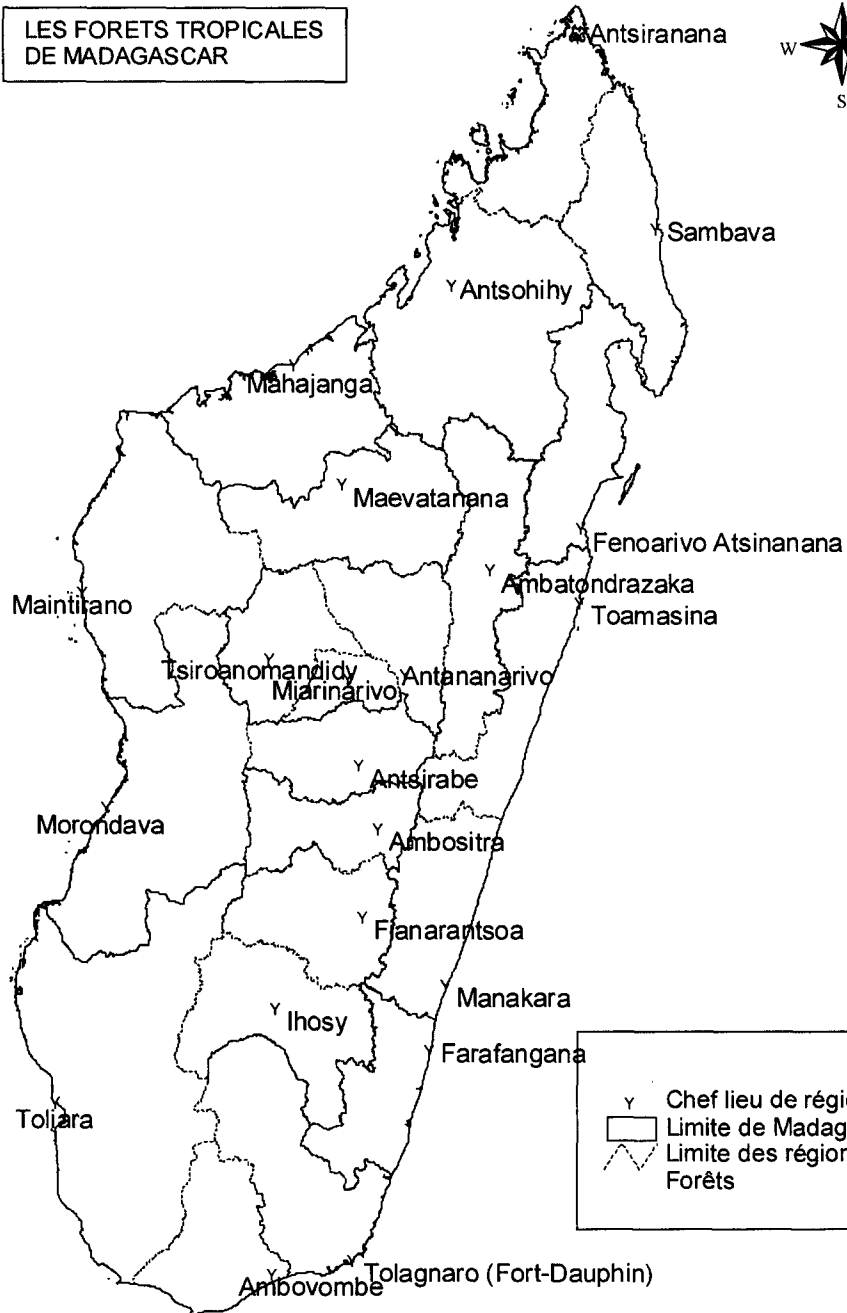 LES FORETS TROPICALES
DE MADAGASCAR
Antsiranana
W
S
Sambava
Antsohihy
Mahajanga
Maevatanana
Fenoarivo Atsinanana
Ambatondrazaka
Maintirano
Toamasina
Tsiroanomandidy
Antananarivo
Miarinarivo
Antsirabe
Morondava
Ambositra
Fianarantsoa
Manakara
Ihosy
Farafangana
Toliara
Chef lieu de régio
Limite de Madag
Limite des région
Forêts
Tolagnaro (Fort-Dauphin)
Ambovombe